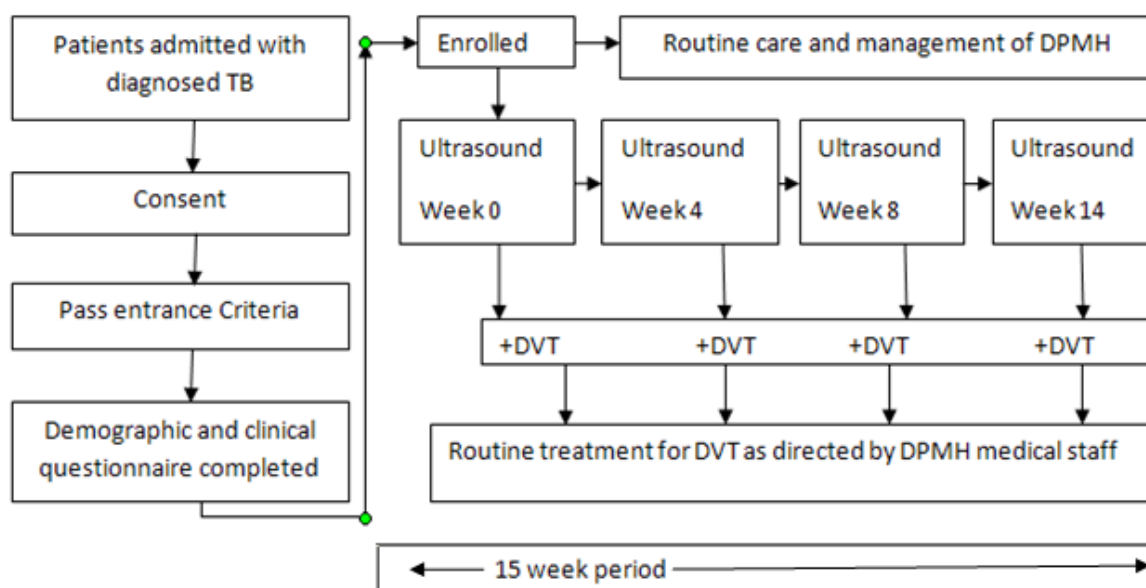 Patients admitted with
diagnosed TB
Consent
Pass entrance Criteria
Demographic and clinical
questionnaire completed
Enrolled
Routine care and management of DPMH
Ultrasound
Week 0
Ultrasound
Week 4
Ultrasound
Week 8
Ultrasound
Week 14
+DVT +DVT +DVT +DVT
Routine treatment for DVT as directed by DPMH medical staff
15 week period